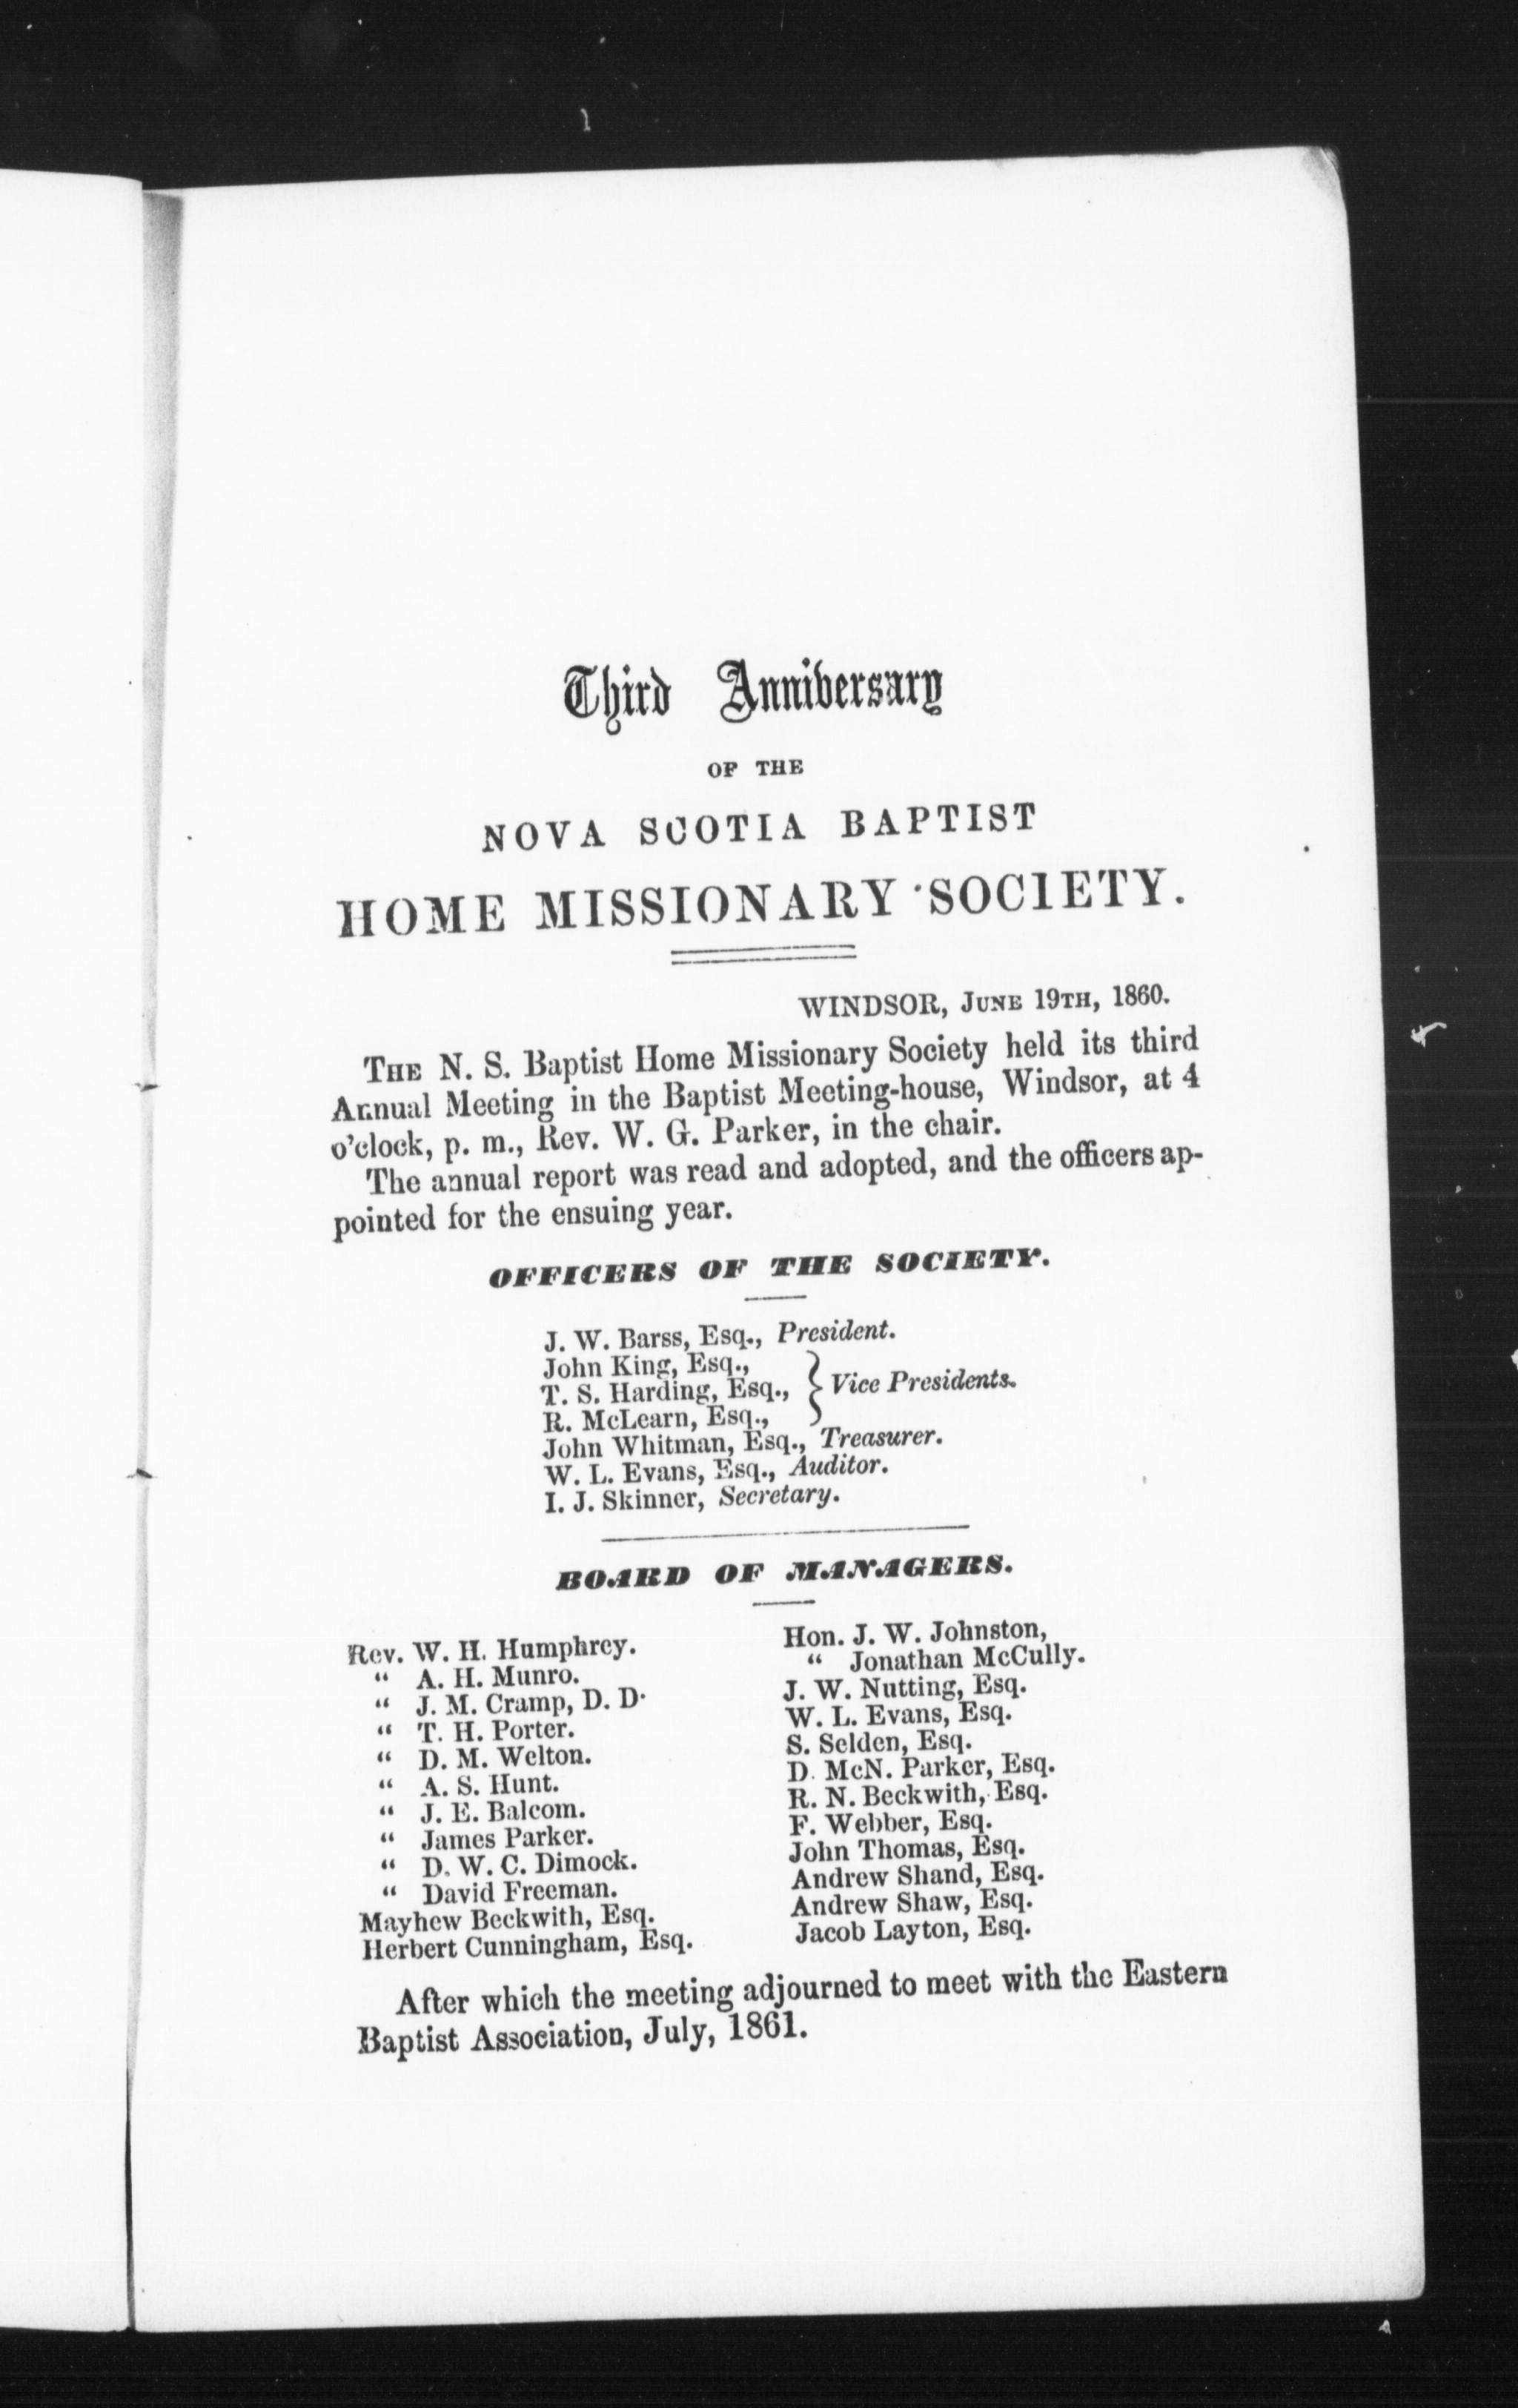 Third Anniversary
OF THE
NOVA SCOTIA BAPTIST
HOME MISSIONARY SOCIETY.
WINDSOR, JUNE 19TH, 1860.
THE N. S. Baptist Home Missionary Society held its third
Annual Meeting in the Baptist Meeting-house, Windsor, at 4
o'clock, p. m., Rev. W. G. Parker, in the chair.
The annual report was read and adopted, and the officers ap-
pointed for the ensuing year.
OFFICERS OF THE SOCIETY.
J. W. Barss, Esq., President.
John King, Esq.,
T. S. Harding, Esq., } Vice Presidents.
R. McLearn, Esq.,
John Whitman, Esq., Treasurer.
W. L. Evans, Esq., Auditor.
I. J. Skinner, Secretary.
BOARD OF MANAGERS.
Rev. W. H. Humphrey.
" A. H. Munro.
" J. M. Cramp, D. D.
" T. H. Porter.
" D. M. Welton.
" A. S. Hunt.
" J. E. Balcom.
" James Parker.
" D. W. C. Dimock.
" David Freeman.
Mayhew Beckwith, Esq.
Herbert Cunningham, Esq.
Hon. J. W. Johnston,
" Jonathan McCully.
J. W. Nutting, Esq.
W. L. Evans, Esq.
S. Selden, Esq.
D. McN. Parker, Esq.
R. N. Beckwith, Esq.
F. Webber, Esq.
John Thomas, Esq.
Andrew Shand, Esq.
Andrew Shaw, Esq.
Jacob Layton, Esq.
After which the meeting adjourned to meet with the Eastern
Baptist Association, July, 1861.